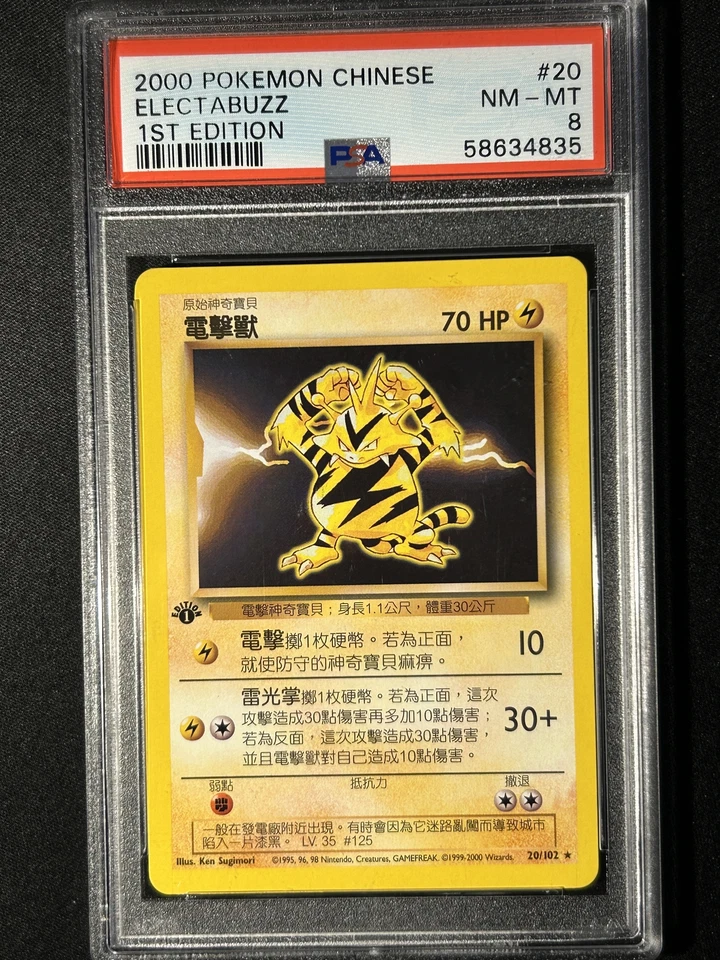 2000 POKEMON CHINESE #20
ELECTABUZZ NM - MT
1ST EDITION 8
58634835
PSA
原始神奇寶貝
電擊獸 70 HP
EDITION 1
電擊神奇寶貝；身長1.1公尺，體重30公斤
電擊擲1枚硬幣。若為正面， 10
就使防守的神奇寶貝麻痹。
雷光掌擲1枚硬幣。若為正面，這次
攻擊造成30點傷害再多加10點傷害； 30+
若為反面，這次攻擊造成30點傷害，
並且電擊獸對自己造成10點傷害。
弱點 抵抗力 撤退
一般在發電廠附近出現。有時會因為它迷路亂闖而導致城市
陷入一片漆黑。 LV. 35 #125
Illus. Ken Sugimori ©1995, 96, 98 Nintendo, Creatures, GAMEFREAK. ©1999-2000 Wizards. 20/102 ★